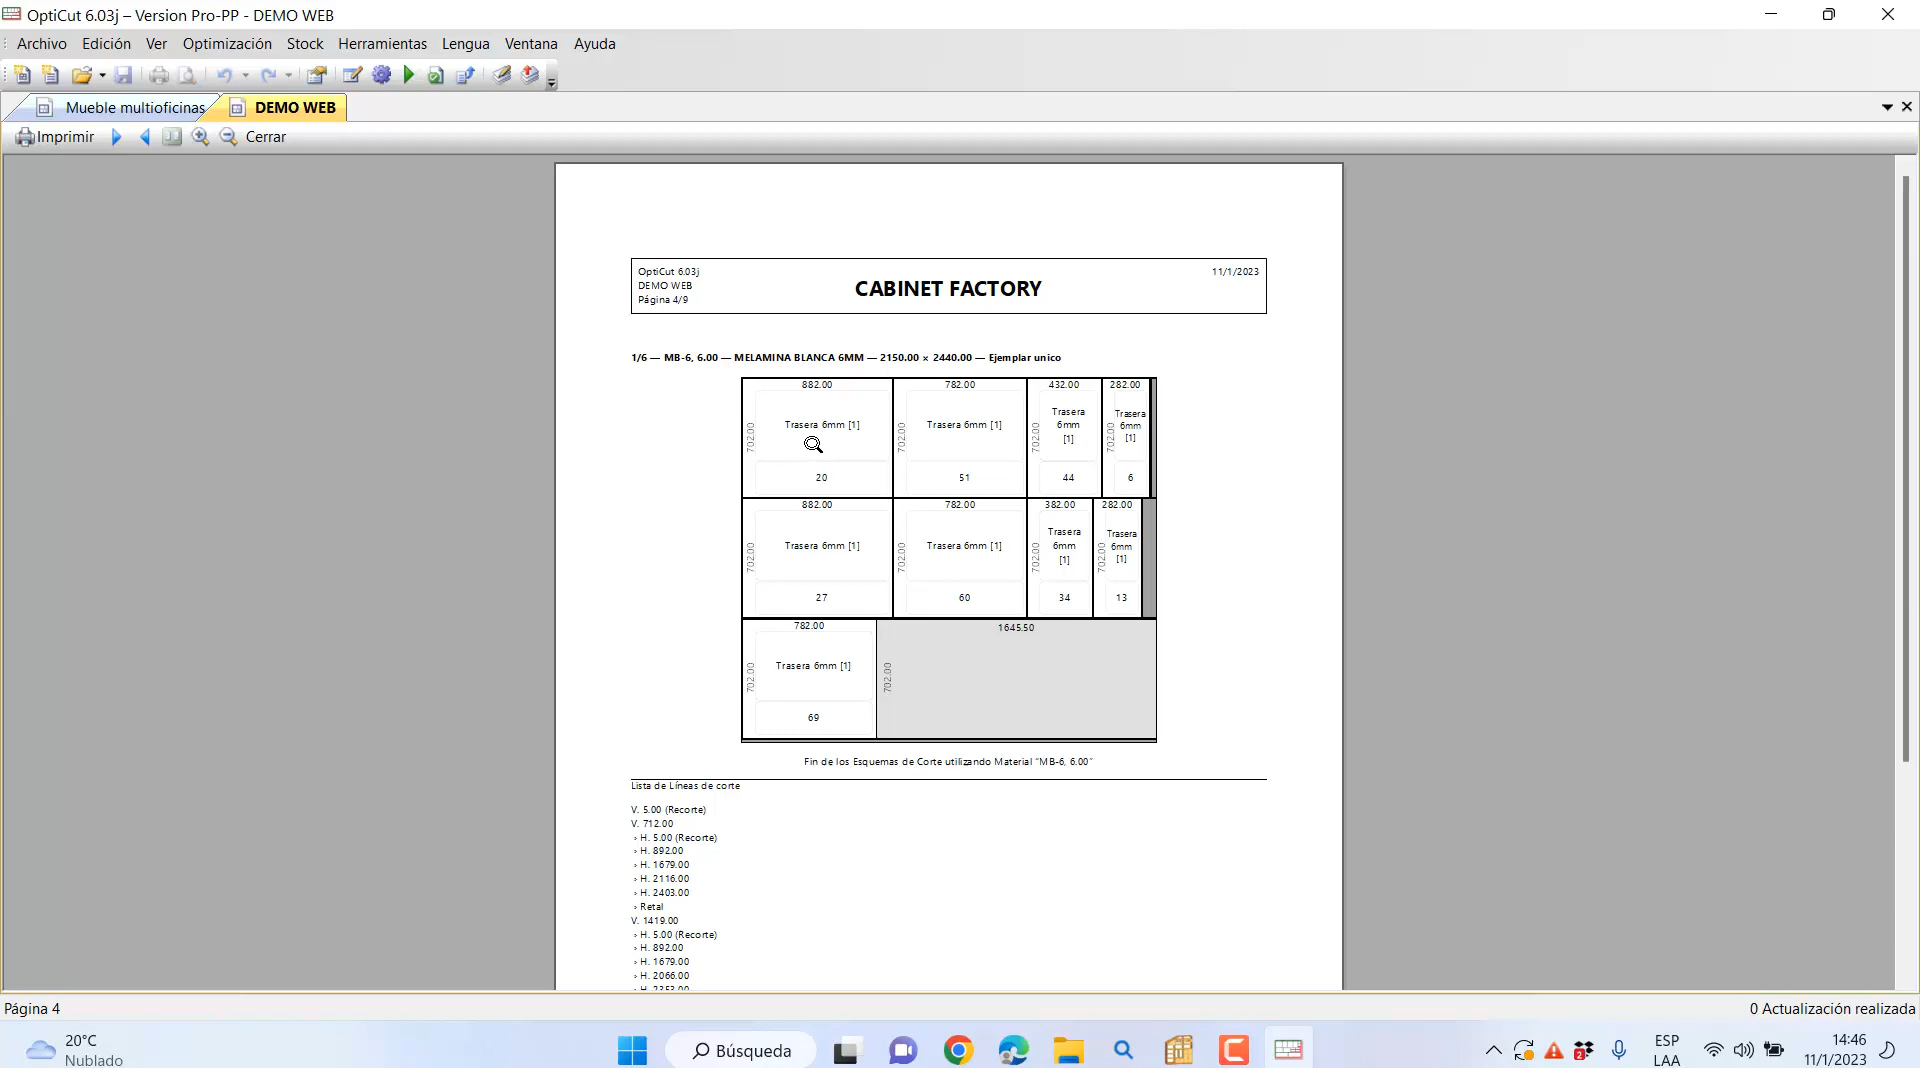 OptiCut 6.03j – Version Pro-PP - DEMO WEB
Archivo Edición Ver Optimización Stock Herramientas Lengua Ventana Ayuda
Mueble multioficinas DEMO WEB
Imprimir Cerrar
OptiCut 6.03j
DEMO WEB
Página 4/9
CABINET FACTORY
11/1/2023
1/6 — MB-6, 6.00 — MELAMINA BLANCA 6MM — 2150.00 × 2440.00 — Ejemplar unico
882.00 782.00 432.00 282.00
702.00 Trasera 6mm [1] 702.00 Trasera 6mm [1] 702.00 Trasera 6mm [1] 702.00 Trasera 6mm [1]
20 51 44 6
882.00 782.00 382.00 282.00
702.00 Trasera 6mm [1] 702.00 Trasera 6mm [1] 702.00 Trasera 6mm [1] 702.00 Trasera 6mm [1]
27 60 34 13
782.00 1645.50
702.00 Trasera 6mm [1] 702.00
69
Fin de los Esquemas de Corte utilizando Material "MB-6, 6.00"
Lista de Líneas de corte
V. 5.00 (Recorte)
V. 712.00
› H. 5.00 (Recorte)
› H. 892.00
› H. 1679.00
› H. 2116.00
› H. 2403.00
› Retal
V. 1419.00
› H. 5.00 (Recorte)
› H. 892.00
› H. 1679.00
› H. 2066.00
› H. 2353.00
Página 4
0 Actualización realizada
20°C
Nublado
Búsqueda
2
ESP
LAA
14:46
11/1/2023